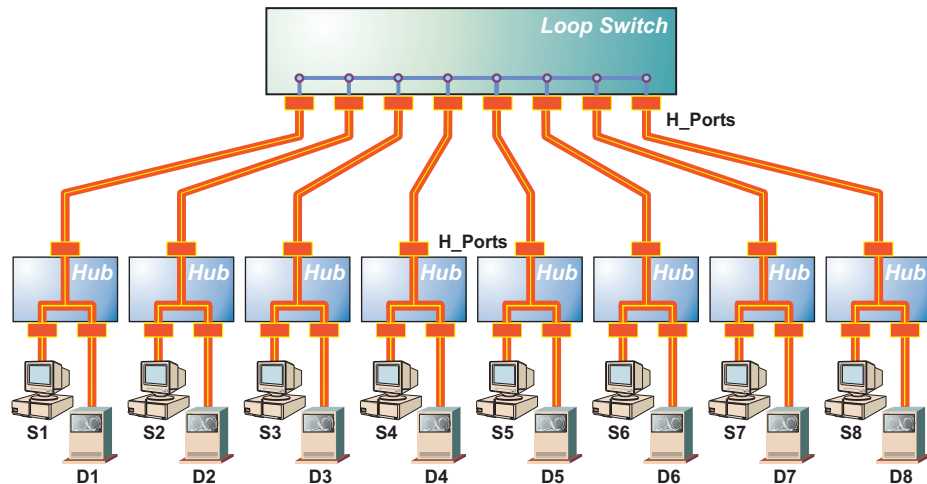 Loop Switch
H_Ports
H_Ports
Hub Hub Hub Hub Hub Hub Hub Hub
S1 S2 S3 S4 S5 S6 S7 S8
D1 D2 D3 D4 D5 D6 D7 D8